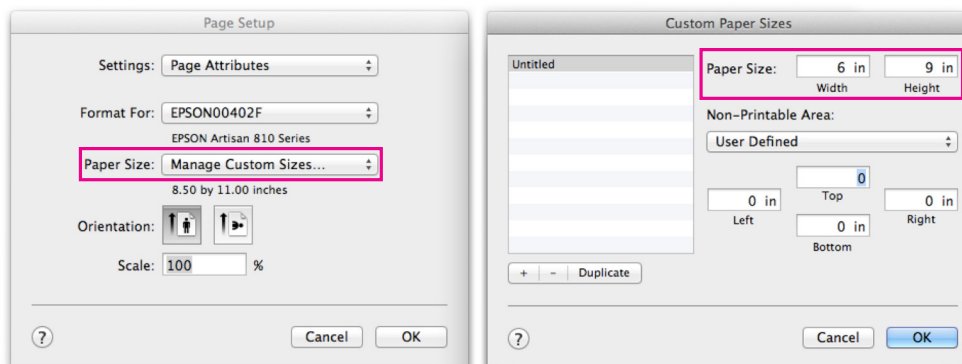 Page Setup
Settings: Page Attributes
Format For: EPSON00402F
EPSON Artisan 810 Series
Paper Size: Manage Custom Sizes...
8.50 by 11.00 inches
Orientation:
Scale: 100 %
?
Cancel
OK
Custom Paper Sizes
Untitled
+ – Duplicate
Paper Size: 6 in 9 in
Width Height
Non-Printable Area:
User Defined
0
Top
0 in 0 in
Left Right
0 in
Bottom
?
Cancel
OK